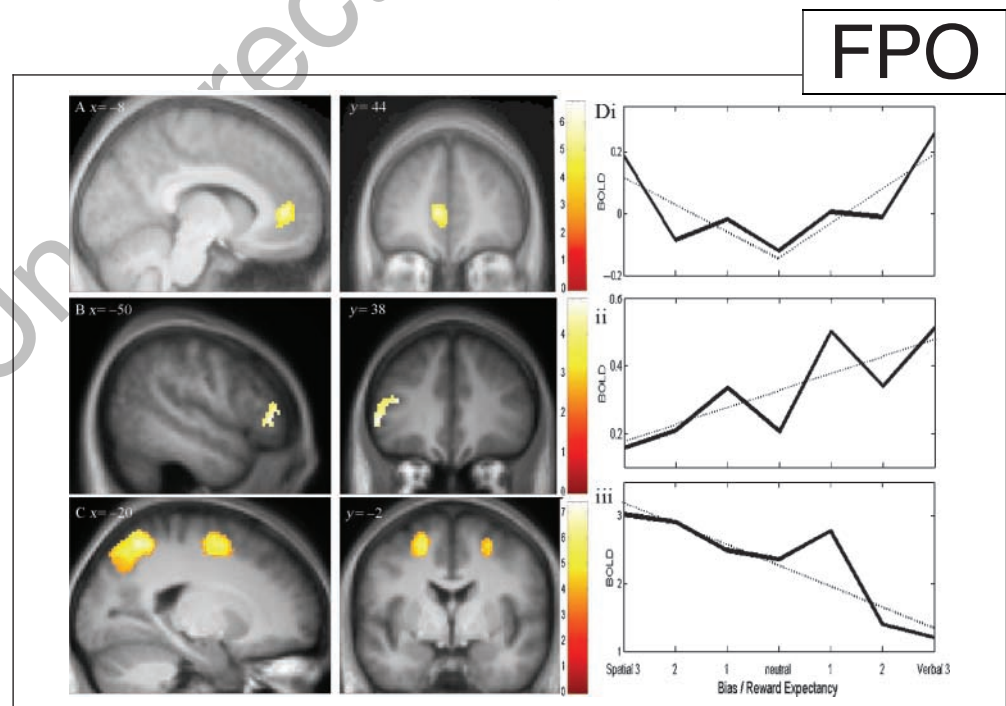 FPO
Uncorrect
A x= –8
y= 44
6
5
4
3
2
1
0
Di
BOLD
0.2
0
–0.2
B x= –50
y= 38
4
3
2
1
0
ii
BOLD
0.6
0.4
0.2
C x= –20
y= –2
7
6
5
4
3
2
1
0
iii
BOLD
3
2
1
Spatial 3 2 1 neutral 1 2 Verbal 3
Bias / Reward Expectancy